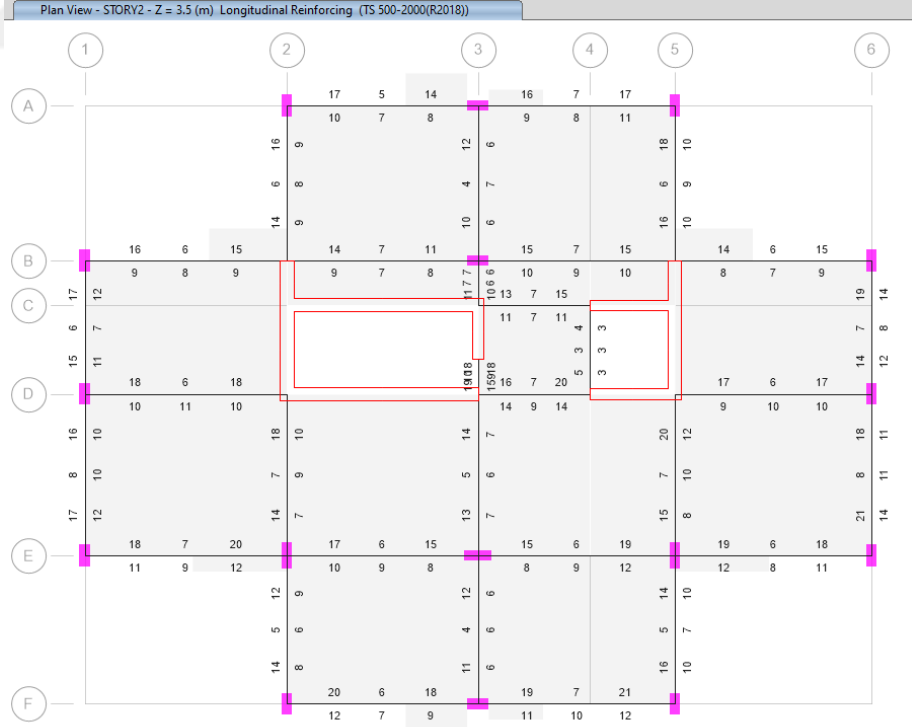 Plan View - STORY2 - Z = 3.5 (m) Longitudinal Reinforcing (TS 500-2000(R2018))
1 2 3 4 5 6
17 5 14 16 7 17
A
10 7 8 9 8 11
16 9 12 6 18 10
6 8 4 7 6 9
14 9 10 6 16 10
16 6 15 14 7 11 15 7 15 14 6 15
B
9 8 9 9 7 8 10 9 10 8 7 9
17 12 11 7 7 10 6 6 13 7 15 19 14
C
11 7 11
6 7 4 3 7 8
3 3
15 11 18 18 5 3 14 12
18 6 18 16 7 20 17 6 17
D
10 11 10 14 9 14 9 10 10
16 10 18 10 14 7 20 12 18 11
8 10 7 9 5 6 7 10 8 11
17 12 14 7 13 7 15 8 21 14
18 7 20 17 6 15 15 6 19 19 6 18
E
11 9 12 10 9 8 8 9 12 12 8 11
12 9 12 6 14 10
5 6 4 6 5 7
14 8 11 6 16 10
20 6 18 19 7 21
F
12 7 9 11 10 12